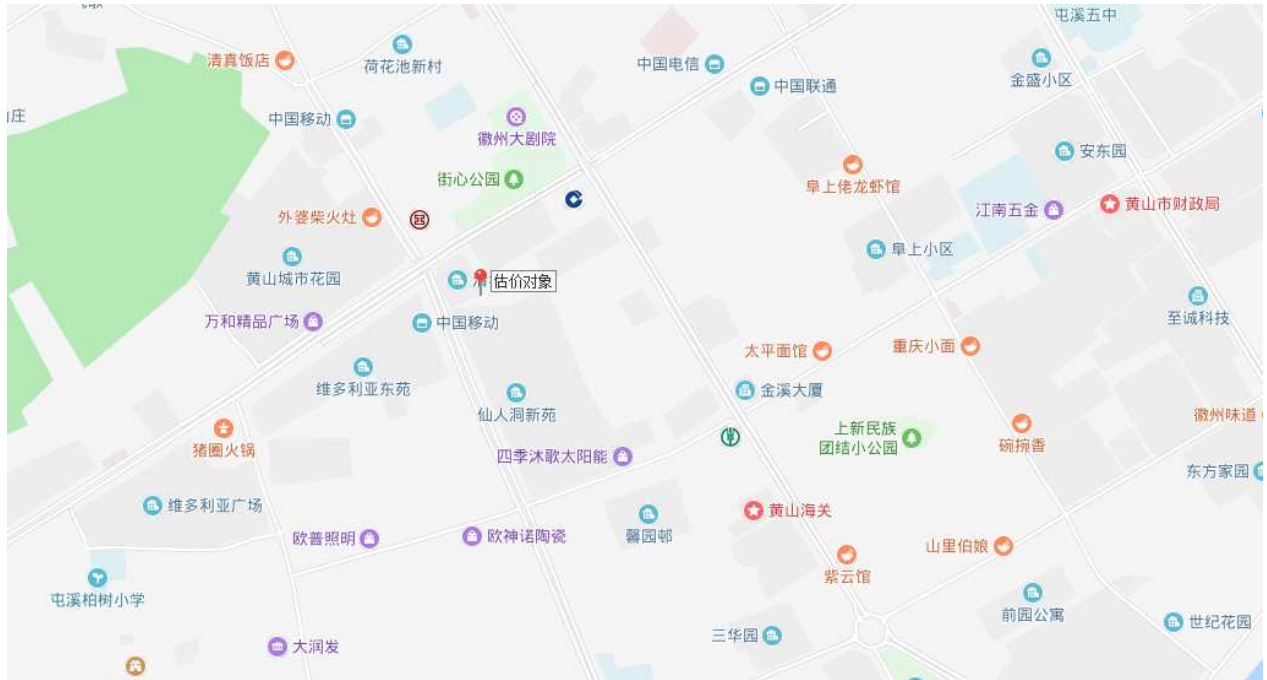 屯溪五中
清真饭店
荷花池新村
中国电信
中国联通
金盛小区
庄
中国移动
徽州大剧院
安东园
街心公园
阜上佬龙虾馆
江南五金
黄山市财政局
外婆柴火灶
阜上小区
黄山城市花园
估价对象
万和精品广场
中国移动
至诚科技
太平面馆
重庆小面
维多利亚东苑
金溪大厦
仙人洞新苑
徽州味道
猪圈火锅
上新民族
团结小公园
碗捥香
四季沐歌太阳能
东方家园
维多利亚广场
黄山海关
欧普照明
欧神诺陶瓷
馨园邨
山里伯娘
紫云馆
屯溪柏树小学
前园公寓
世纪花园
三华园
大润发